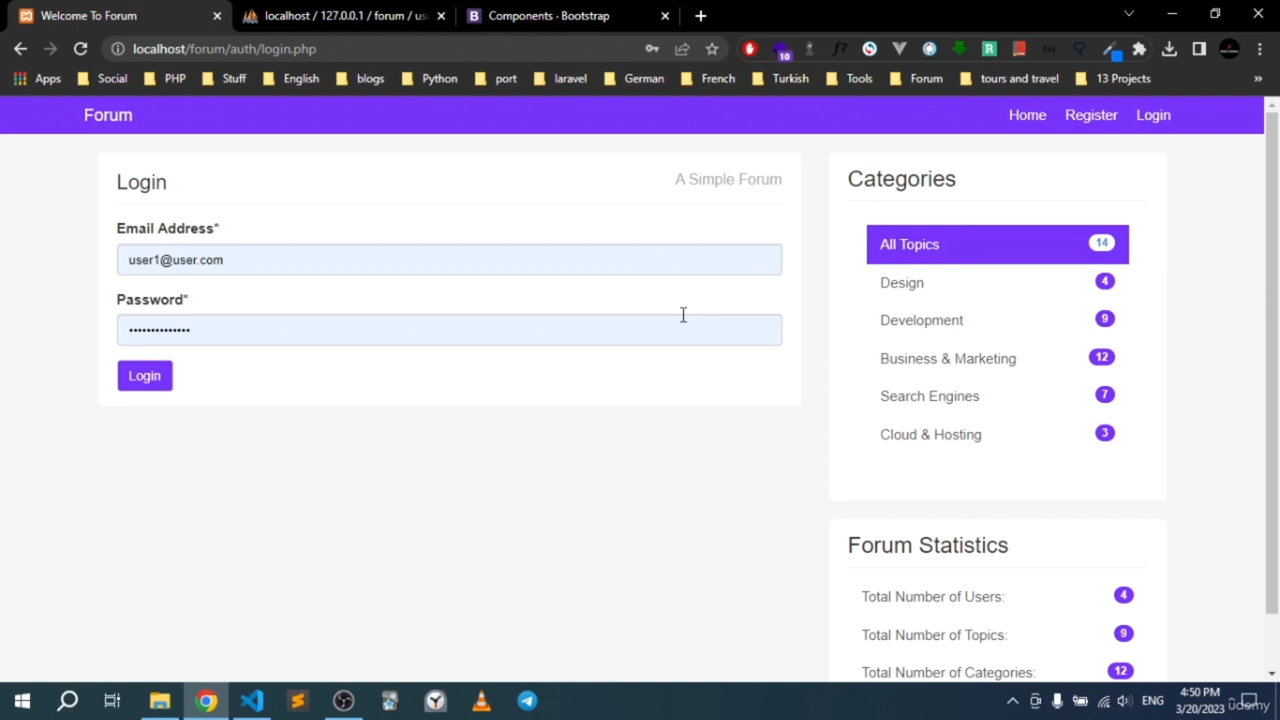 Welcome To Forum
localhost / 127.0.0.1 / forum / us
Components · Bootstrap
localhost/forum/auth/login.php
f?
R
10
Apps
Social
PHP
Stuff
English
blogs
Python
port
laravel
German
French
Turkish
Tools
Forum
tours and travel
13 Projects
»
Forum
Home
Register
Login
Login
A Simple Forum
Email Address*
user1@user.com
Password*
••••••••••••••
Login
Categories
All Topics 14
Design 4
Development 9
Business & Marketing 12
Search Engines 7
Cloud & Hosting 3
Forum Statistics
Total Number of Users: 4
Total Number of Topics: 9
Total Number of Categories: 12
ENG
4:50 PM
3/20/2023
udemy